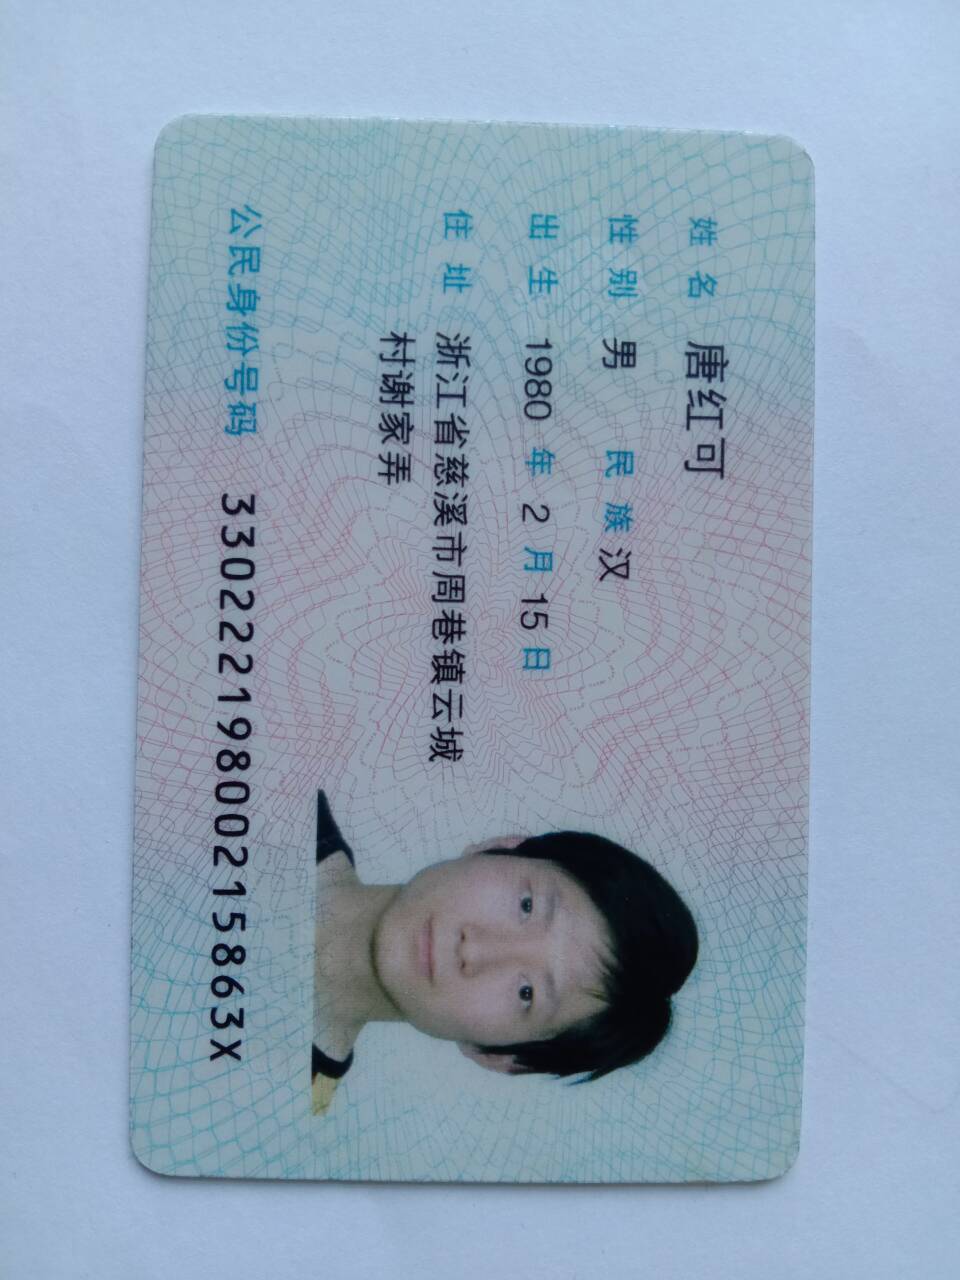 姓名 唐红可
性别 男 民族 汉
出生 1980 年 2 月 15 日
住址 浙江省慈溪市周巷镇云城
村谢家弄
公民身份号码 33022219800215863X